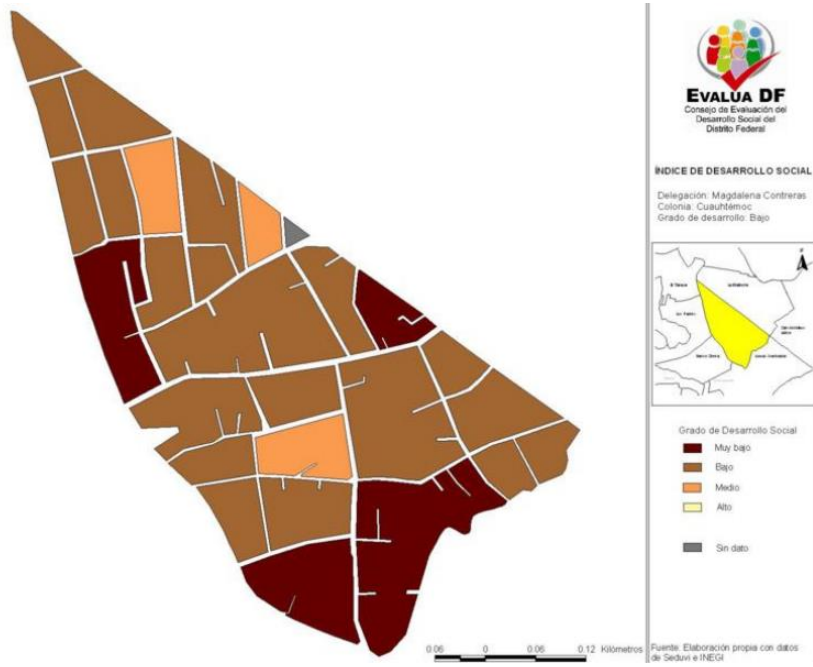 EVALUA DF
Consejo de Evaluación del
Desarrollo Social del
Distrito Federal
ÍNDICE DE DESARROLLO SOCIAL
Delegación: Magdalena Contreras
Colonia: Cuauhtémoc
Grado de desarrollo: Bajo
Grado de Desarrollo Social
Muy bajo
Bajo
Medio
Alto
Sin dato
0.06 0 0.06 0.12 Kilómetros
Fuente: Elaboración propia con datos
de Seduvi e INEGI